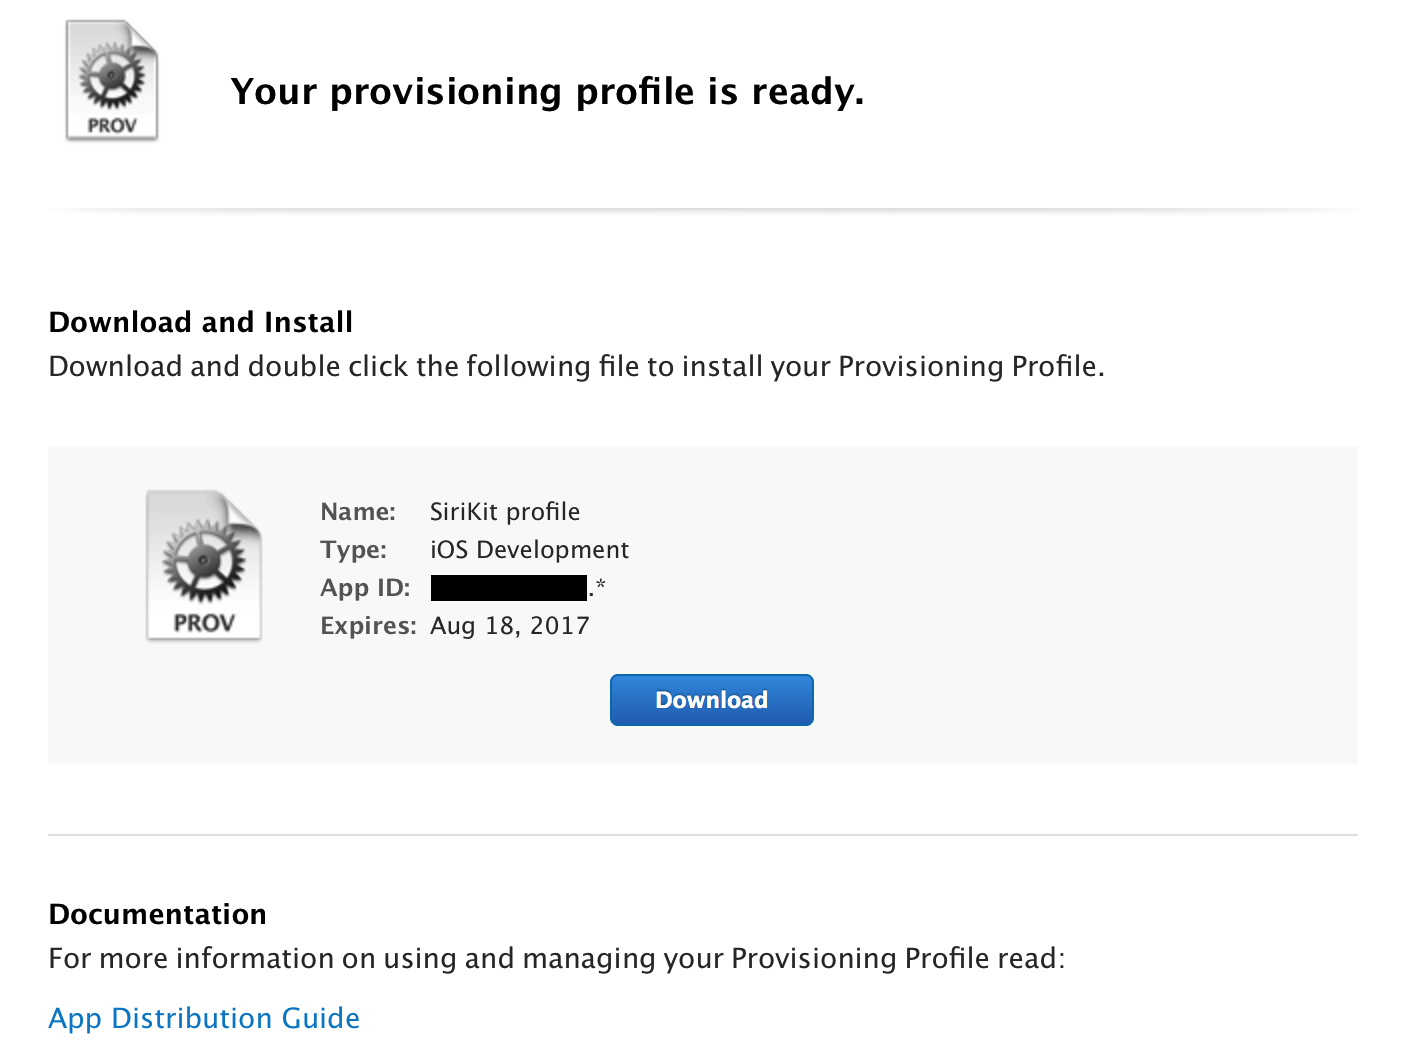 PROV
Your provisioning profile is ready.
Download and Install
Download and double click the following file to install your Provisioning Profile.
PROV
Name: SiriKit profile
Type: iOS Development
App ID: .*
Expires: Aug 18, 2017
Download
Documentation
For more information on using and managing your Provisioning Profile read:
App Distribution Guide